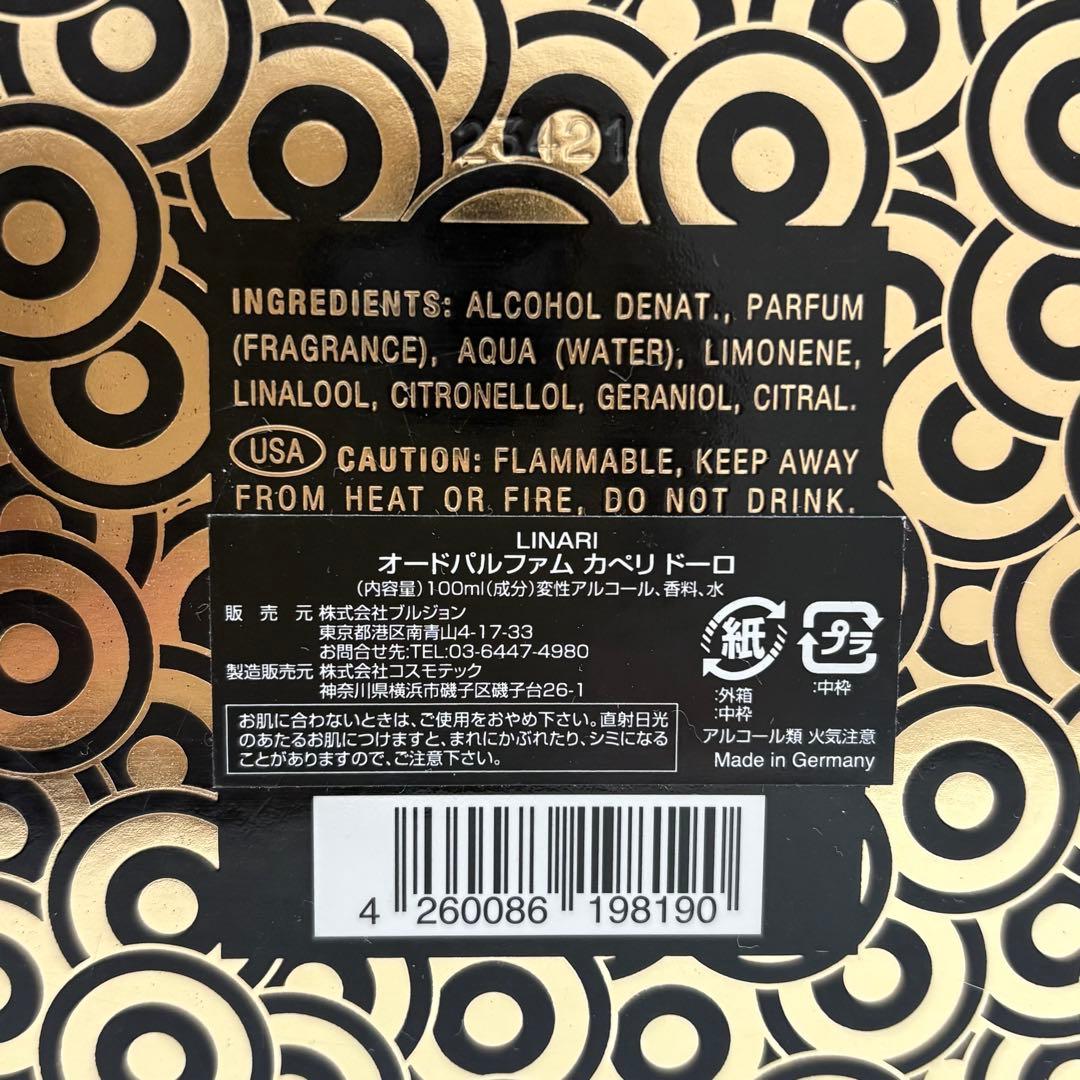 23421
INGREDIENTS: ALCOHOL DENAT., PARFUM
(FRAGRANCE), AQUA (WATER), LIMONENE,
LINALOOL, CITRONELLOL, GERANIOL, CITRAL.
USA CAUTION: FLAMMABLE, KEEP AWAY
FROM HEAT OR FIRE, DO NOT DRINK.
LINARI
オードパルファム カペリ ドーロ
(内容量)100ml(成分)変性アルコール、香料、水
販 売 元 株式会社ブルジョン
東京都港区南青山4-17-33
お問合せ先:TEL:03-6447-4980
製造販売元 株式会社コスモテック
神奈川県横浜市磯子区磯子台26-1
お肌に合わないときは、ご使用をおやめ下さい。直射日光
のあたるお肌につけますと、まれにかぶれたり、シミになる
ことがありますので、ご注意下さい。
紙 プラ
:外箱 :中枠
:中枠
アルコール類 火気注意
Made in Germany
4 260086 198190